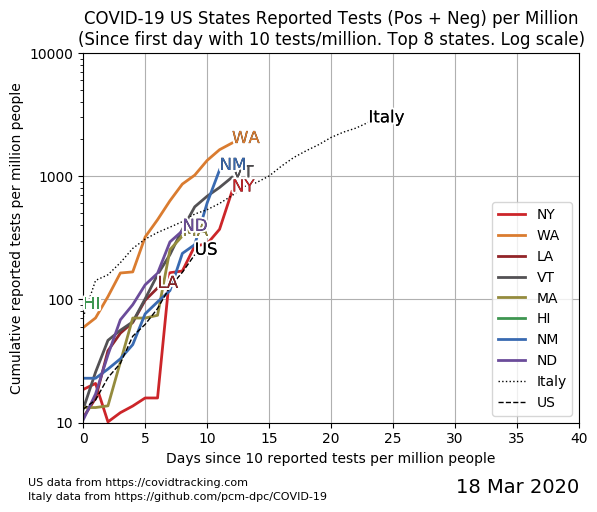 COVID-19 US States Reported Tests (Pos + Neg) per Million
(Since first day with 10 tests/million. Top 8 states. Log scale)
Cumulative reported tests per million people
10000
1000
100
10
Italy
WA
NM
VT
NY
ND
US
LA
HI
NY
WA
LA
VT
MA
HI
NM
ND
Italy
US
0 5 10 15 20 25 30 35 40
Days since 10 reported tests per million people
US data from https://covidtracking.com
Italy data from https://github.com/pcm-dpc/COVID-19
18 Mar 2020